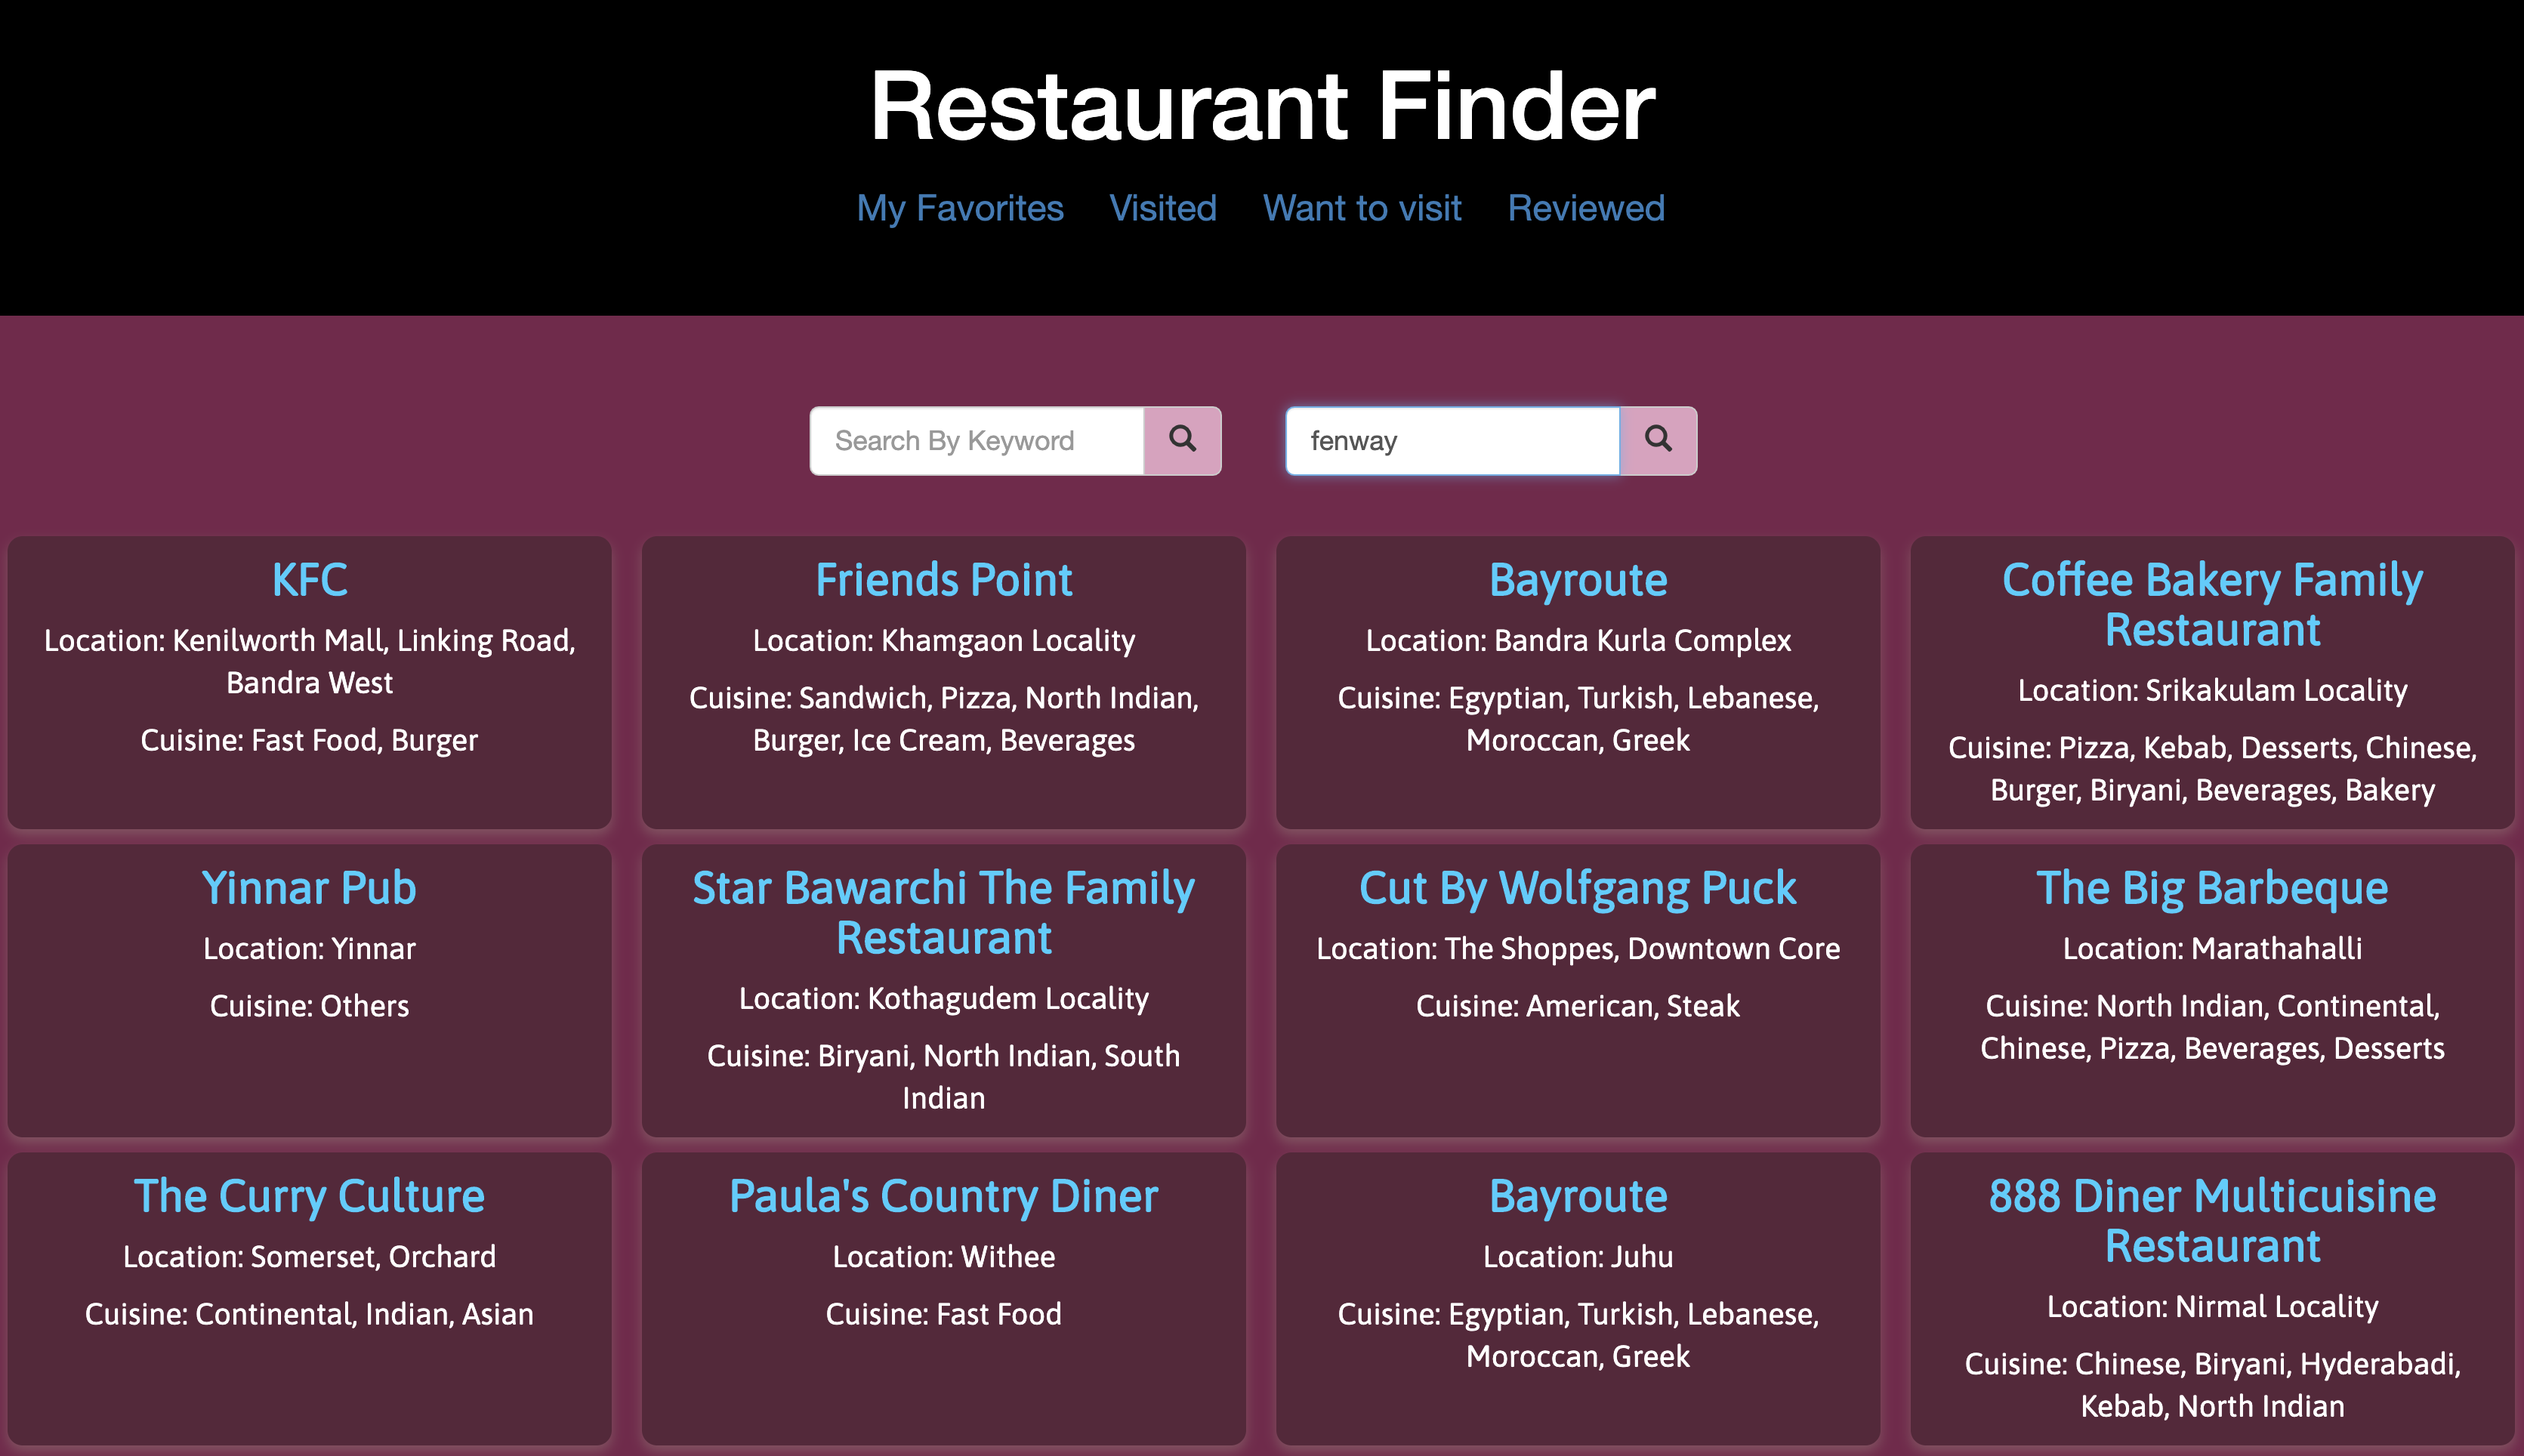 Restaurant Finder
My Favorites Visited Want to visit Reviewed
Search By Keyword
fenway
KFC
Location: Kenilworth Mall, Linking Road,
Bandra West
Cuisine: Fast Food, Burger
Friends Point
Location: Khamgaon Locality
Cuisine: Sandwich, Pizza, North Indian,
Burger, Ice Cream, Beverages
Bayroute
Location: Bandra Kurla Complex
Cuisine: Egyptian, Turkish, Lebanese,
Moroccan, Greek
Coffee Bakery Family
Restaurant
Location: Srikakulam Locality
Cuisine: Pizza, Kebab, Desserts, Chinese,
Burger, Biryani, Beverages, Bakery
Yinnar Pub
Location: Yinnar
Cuisine: Others
Star Bawarchi The Family
Restaurant
Location: Kothagudem Locality
Cuisine: Biryani, North Indian, South
Indian
Cut By Wolfgang Puck
Location: The Shoppes, Downtown Core
Cuisine: American, Steak
The Big Barbeque
Location: Marathahalli
Cuisine: North Indian, Continental,
Chinese, Pizza, Beverages, Desserts
The Curry Culture
Location: Somerset, Orchard
Cuisine: Continental, Indian, Asian
Paula's Country Diner
Location: Withee
Cuisine: Fast Food
Bayroute
Location: Juhu
Cuisine: Egyptian, Turkish, Lebanese,
Moroccan, Greek
888 Diner Multicuisine
Restaurant
Location: Nirmal Locality
Cuisine: Chinese, Biryani, Hyderabadi,
Kebab, North Indian